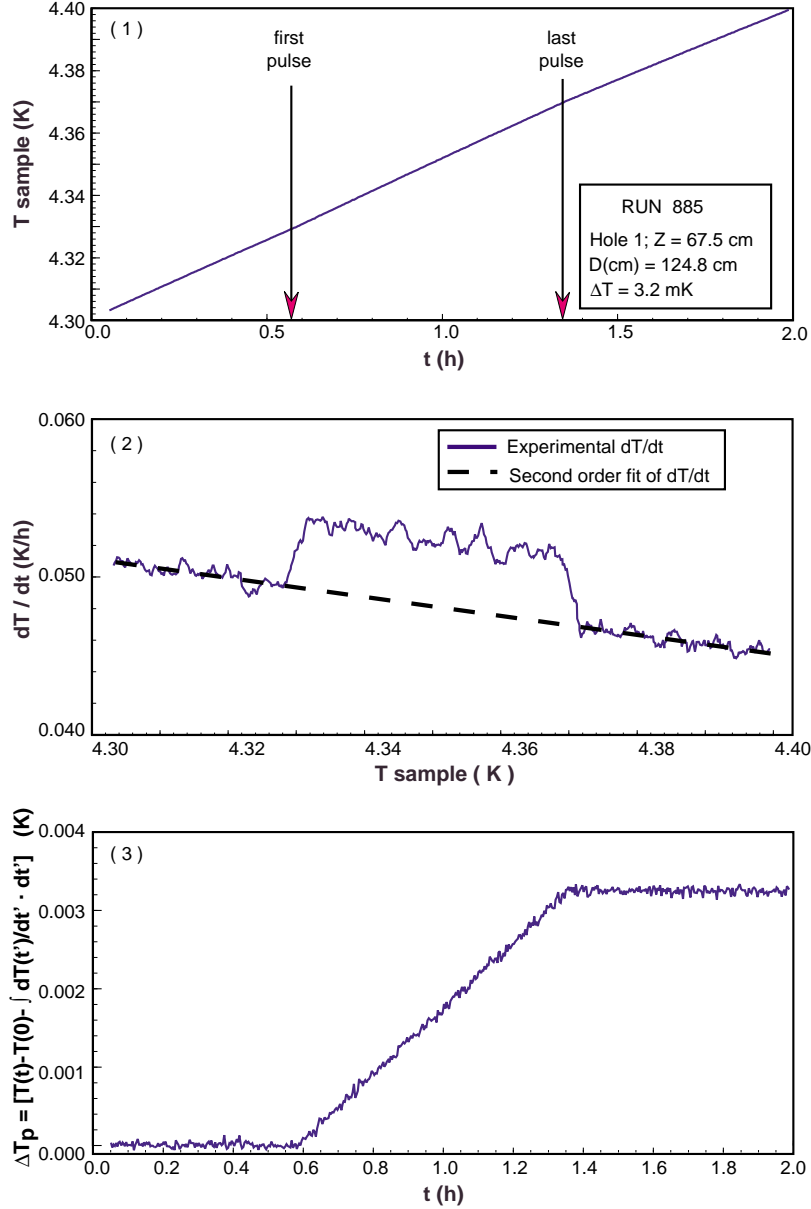 ( 1 )
first
pulse
last
pulse
4.40
4.38
4.36
4.33
4.31
4.30
T sample (K)
RUN 885
Hole 1; Z = 67.5 cm
D(cm) = 124.8 cm
ΔT = 3.2 mK
0.0 0.5 1.0 1.5 2.0
t (h)
( 2 )
Experimental dT/dt
Second order fit of dT/dt
0.060
0.050
0.040
dT / dt (K/h)
4.30 4.32 4.34 4.36 4.38 4.40
T sample ( K )
( 3 )
0.004
0.003
0.002
0.001
0.000
ΔTp = [T(t)-T(0)- ∫ dT(t')/dt' · dt'] (K)
0.0 0.2 0.4 0.6 0.8 1.0 1.2 1.4 1.6 1.8 2.0
t (h)